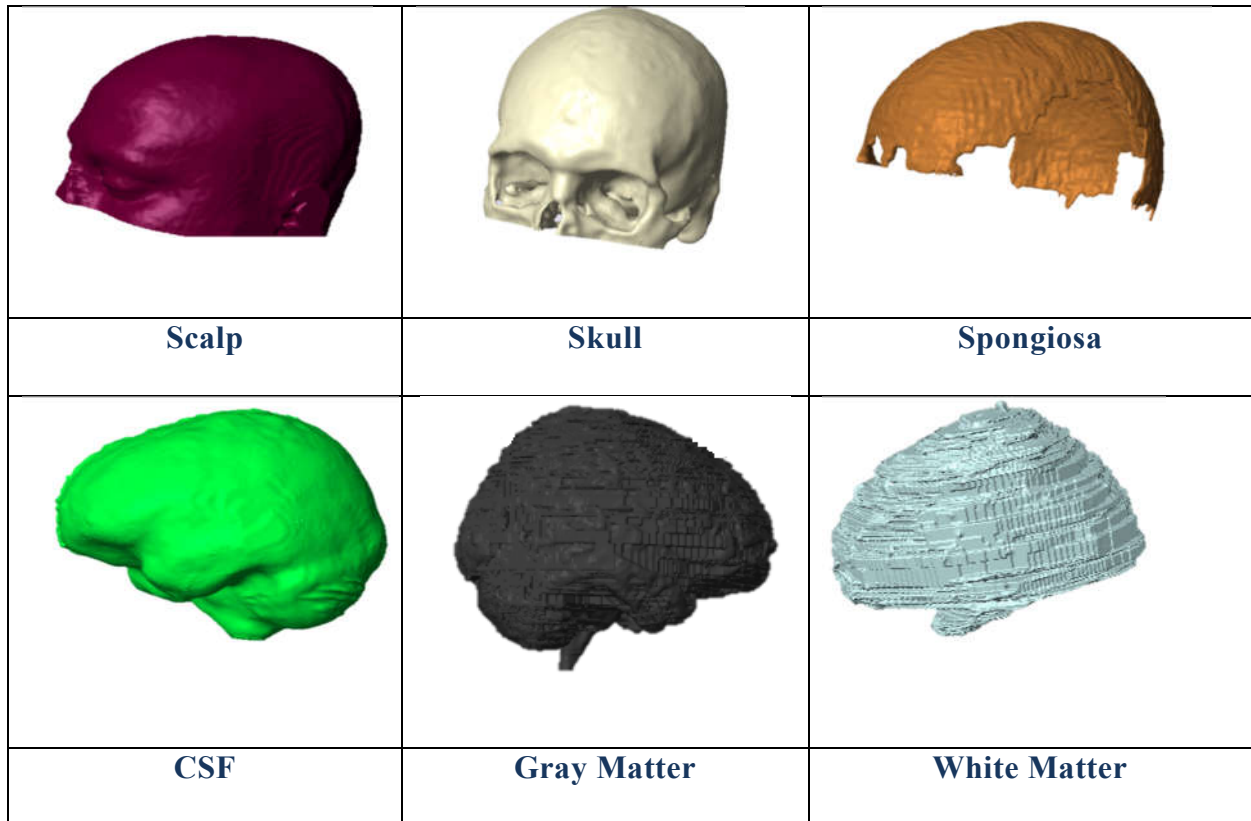 Scalp
Skull
Spongiosa
CSF
Gray Matter
White Matter